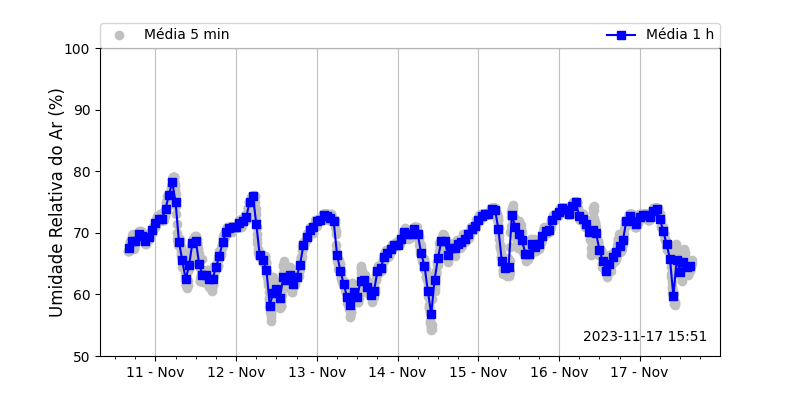 Média 5 min
Média 1 h
Umidade Relativa do Ar (%)
100
90
80
70
60
50
2023-11-17 15:51
11 - Nov
12 - Nov
13 - Nov
14 - Nov
15 - Nov
16 - Nov
17 - Nov